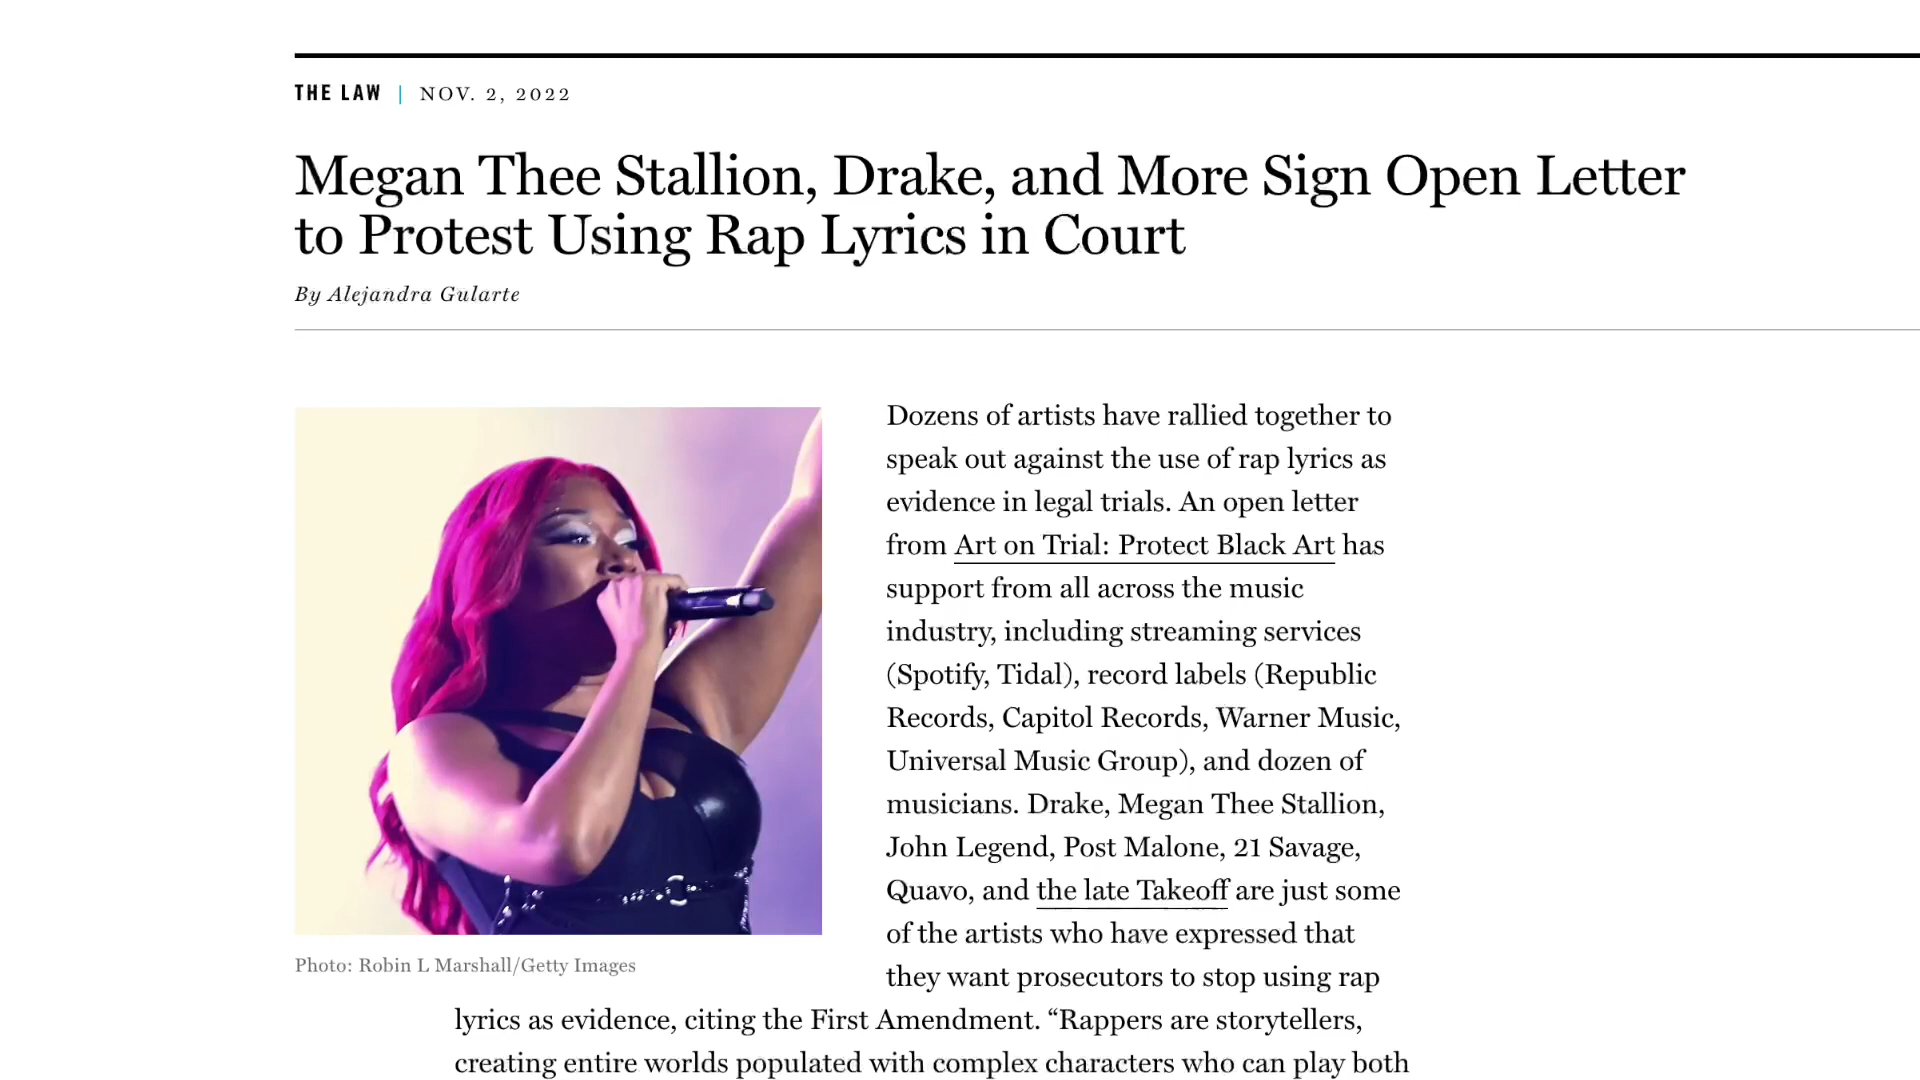 THE LAW | NOV. 2, 2022
Megan Thee Stallion, Drake, and More Sign Open Letter
to Protest Using Rap Lyrics in Court
By Alejandra Gularte
Dozens of artists have rallied together to
speak out against the use of rap lyrics as
evidence in legal trials. An open letter
from Art on Trial: Protect Black Art has
support from all across the music
industry, including streaming services
(Spotify, Tidal), record labels (Republic
Records, Capitol Records, Warner Music,
Universal Music Group), and dozen of
musicians. Drake, Megan Thee Stallion,
John Legend, Post Malone, 21 Savage,
Quavo, and the late Takeoff are just some
of the artists who have expressed that
they want prosecutors to stop using rap
Photo: Robin L Marshall/Getty Images
lyrics as evidence, citing the First Amendment. “Rappers are storytellers,
creating entire worlds populated with complex characters who can play both